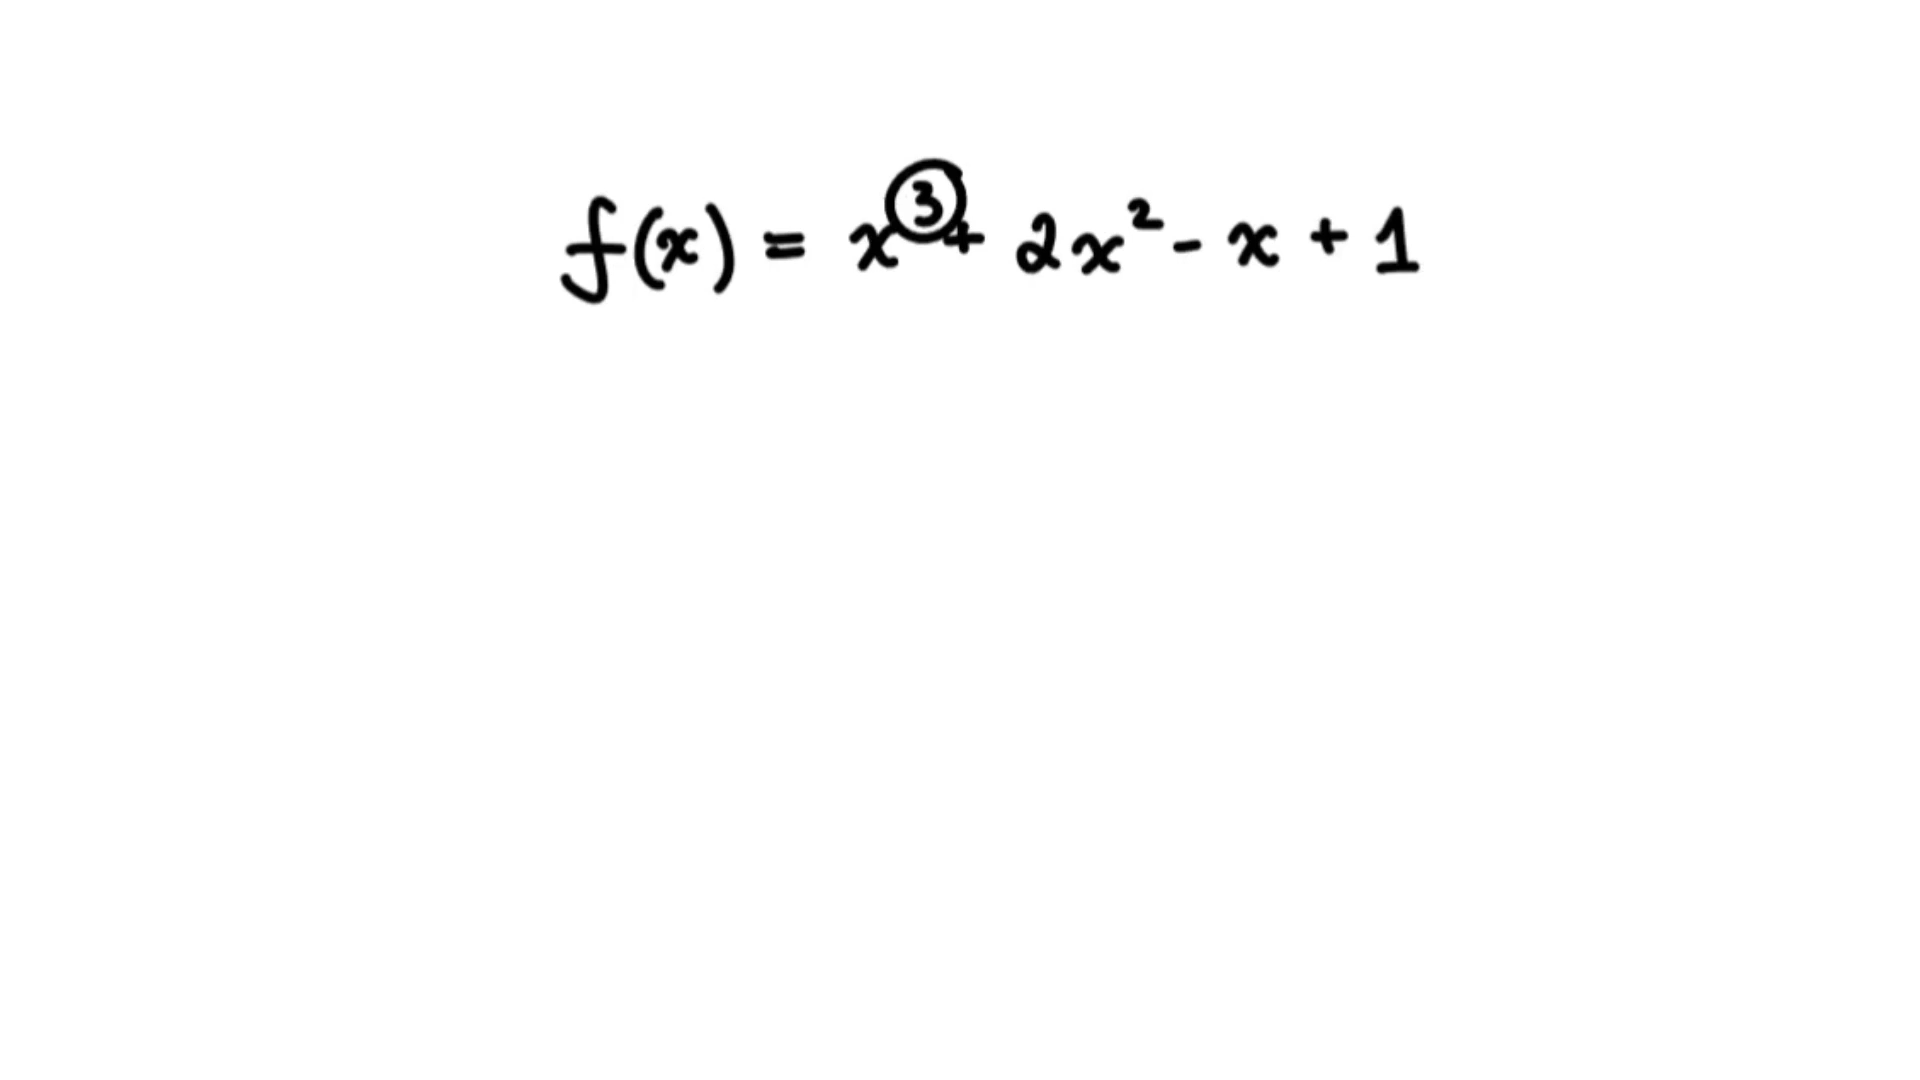 f(x) = x³ + 2x² - x + 1